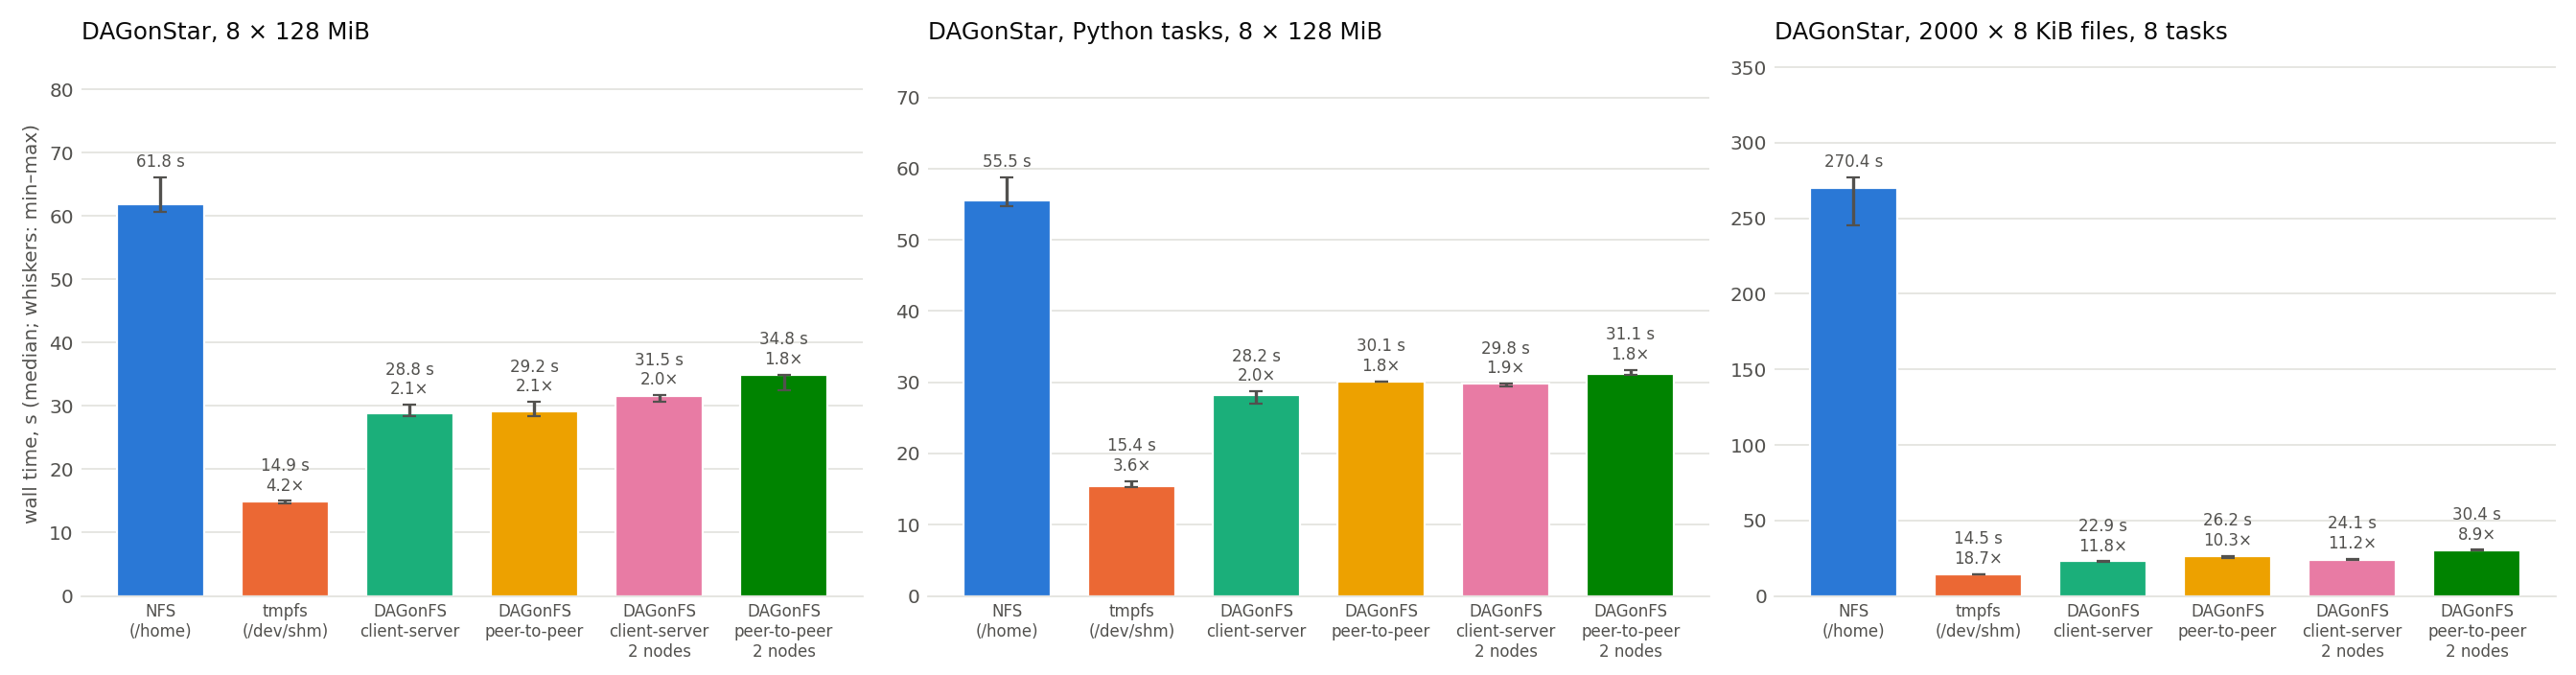 DAGonStar, 8 × 128 MiB
wall time, s (median; whiskers: min–max)
80
70
60
50
40
30
20
10
0
61.8 s
14.9 s
4.2×
28.8 s
2.1×
29.2 s
2.1×
31.5 s
2.0×
34.8 s
1.8×
NFS
(/home)
tmpfs
(/dev/shm)
DAGonFS
client-server
DAGonFS
peer-to-peer
DAGonFS
client-server
2 nodes
DAGonFS
peer-to-peer
2 nodes
DAGonStar, Python tasks, 8 × 128 MiB
70
60
50
40
30
20
10
0
55.5 s
15.4 s
3.6×
28.2 s
2.0×
30.1 s
1.8×
29.8 s
1.9×
31.1 s
1.8×
NFS
(/home)
tmpfs
(/dev/shm)
DAGonFS
client-server
DAGonFS
peer-to-peer
DAGonFS
client-server
2 nodes
DAGonFS
peer-to-peer
2 nodes
DAGonStar, 2000 × 8 KiB files, 8 tasks
350
300
250
200
150
100
50
0
270.4 s
14.5 s
18.7×
22.9 s
11.8×
26.2 s
10.3×
24.1 s
11.2×
30.4 s
8.9×
NFS
(/home)
tmpfs
(/dev/shm)
DAGonFS
client-server
DAGonFS
peer-to-peer
DAGonFS
client-server
2 nodes
DAGonFS
peer-to-peer
2 nodes